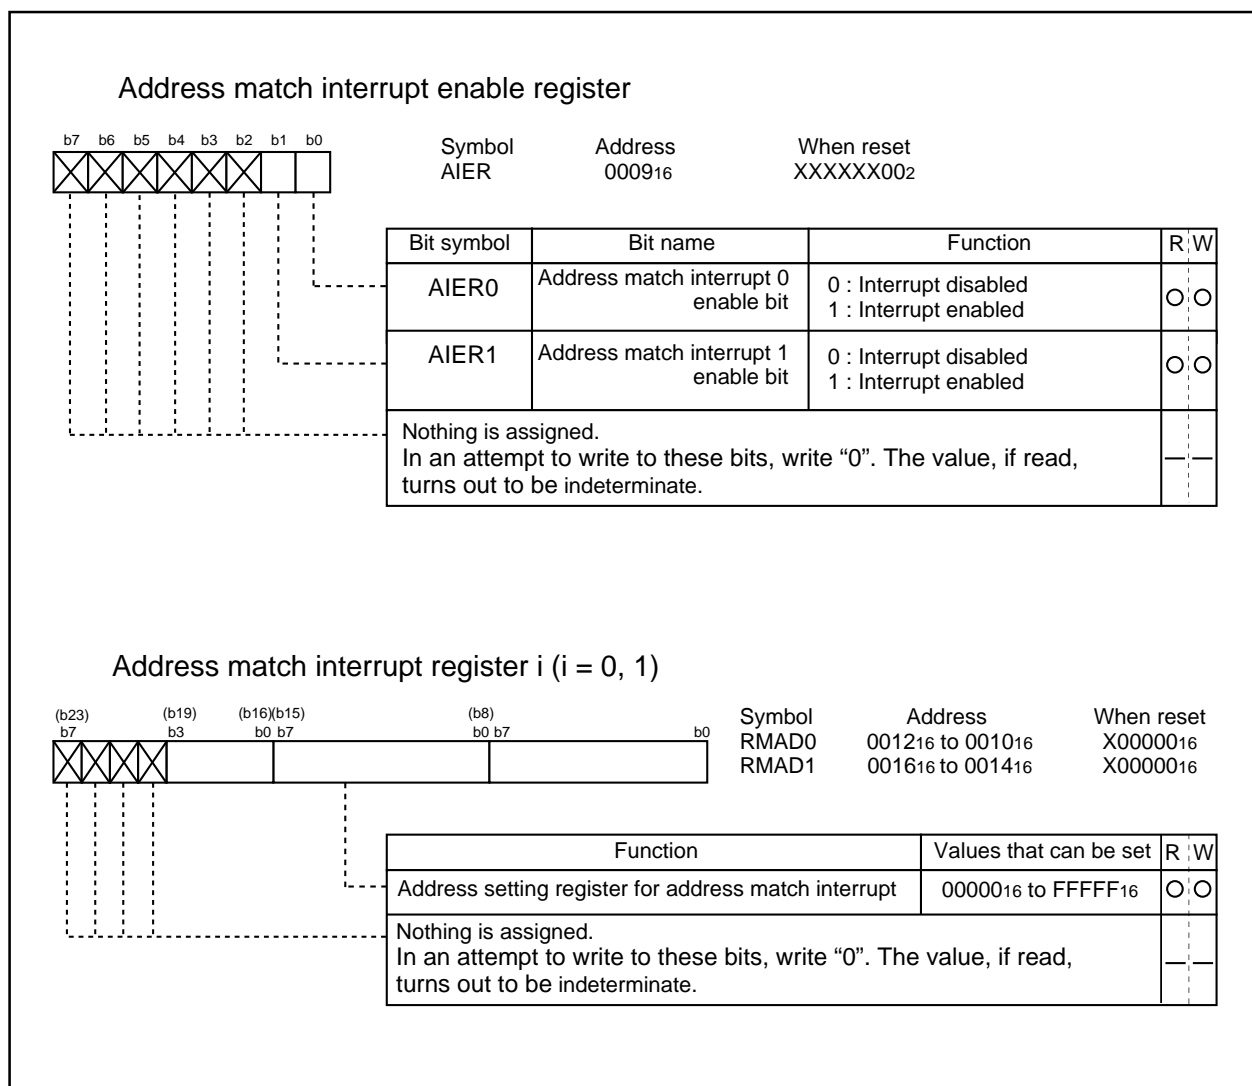 Address match interrupt enable register
b7 b6 b5 b4 b3 b2 b1 b0
Symbol Address When reset
AIER 000916 XXXXXX002
Bit symbol Bit name Function R W
AIER0 Address match interrupt 0 enable bit 0 : Interrupt disabled
1 : Interrupt enabled
AIER1 Address match interrupt 1 enable bit 0 : Interrupt disabled
1 : Interrupt enabled
Nothing is assigned.
In an attempt to write to these bits, write “0”. The value, if read,
turns out to be indeterminate.
Address match interrupt register i (i = 0, 1)
(b23) (b19) (b16)(b15) (b8)
b7 b3 b0 b7 b0 b7 b0
Symbol Address When reset
RMAD0 001216 to 001016 X0000016
RMAD1 001616 to 001416 X0000016
Function Values that can be set R W
Address setting register for address match interrupt 0000016 to FFFFF16
Nothing is assigned.
In an attempt to write to these bits, write “0”. The value, if read,
turns out to be indeterminate.